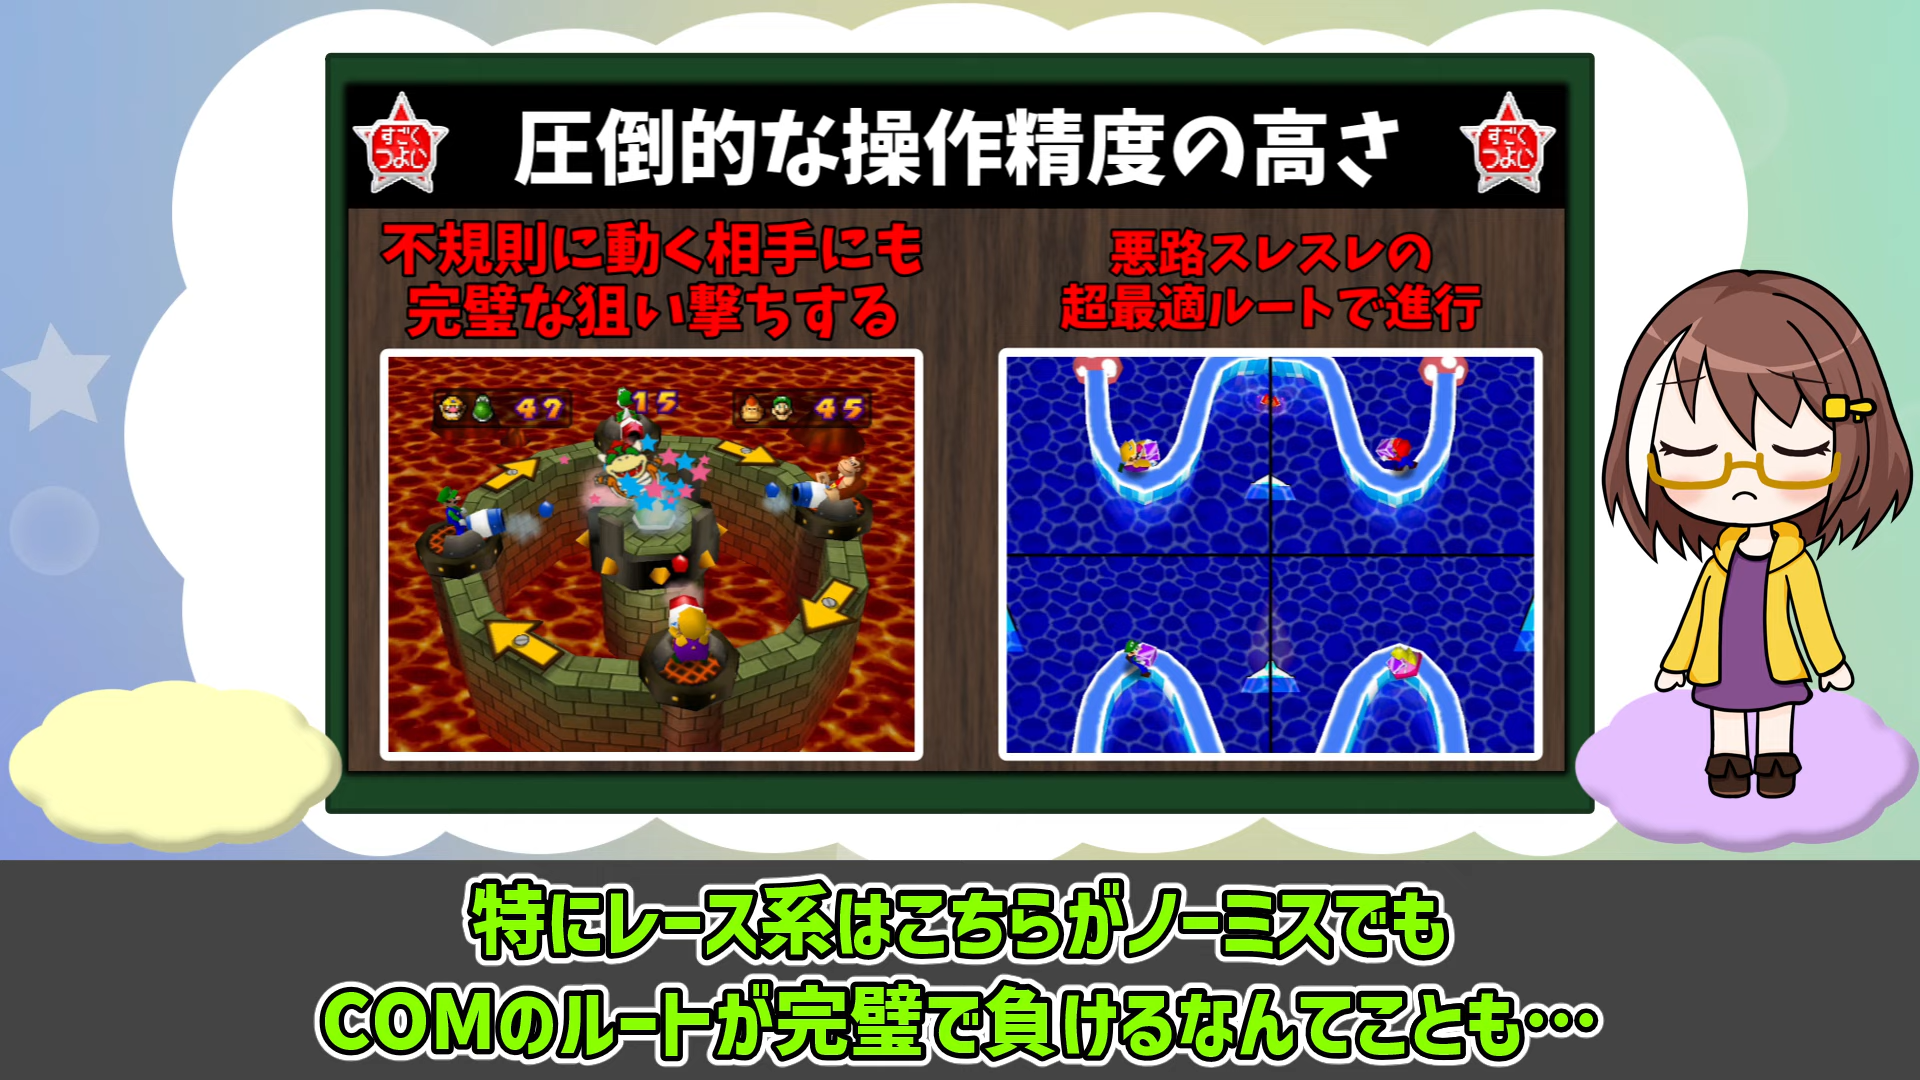 すごく
つよい
圧倒的な操作精度の高さ
すごく
つよい
不規則に動く相手にも
完璧な狙い撃ちする
悪路スレスレの
超最適ルートで進行
47
15
45
特にレース系はこちらがノーミスでも
COMのルートが完璧で負けるなんてことも…